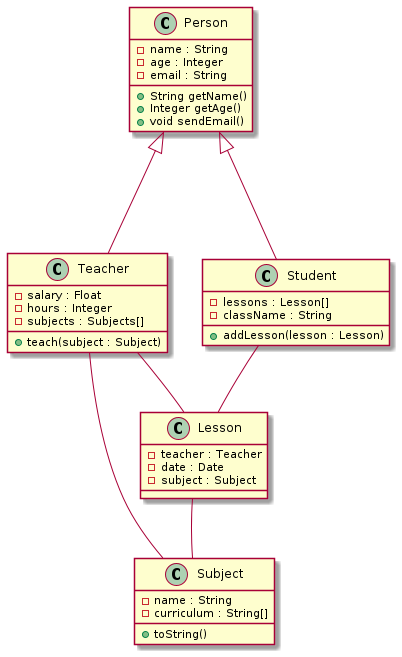 C Person
name : String
age : Integer
email : String
String getName()
Integer getAge()
void sendEmail()
C Teacher
salary : Float
hours : Integer
subjects : Subjects[]
teach(subject : Subject)
C Student
lessons : Lesson[]
className : String
addLesson(lesson : Lesson)
C Lesson
teacher : Teacher
date : Date
subject : Subject
C Subject
name : String
curriculum : String[]
toString()